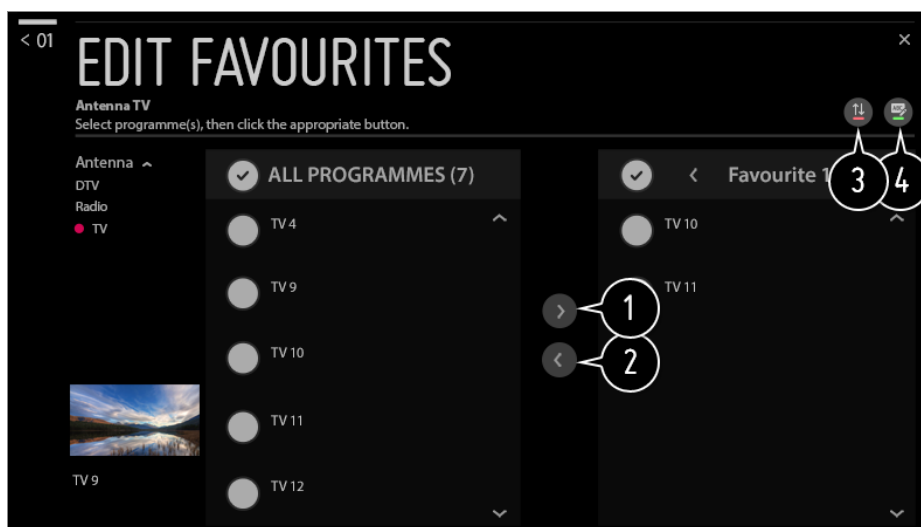 < 01
EDIT FAVOURITES
Antenna TV
Select programme(s), then click the appropriate button.
3
4
Antenna
DTV
Radio
TV
TV 9
ALL PROGRAMMES (7)
TV 4
TV 9
TV 10
TV 11
TV 12
1
2
Favourite 1
TV 10
TV 11